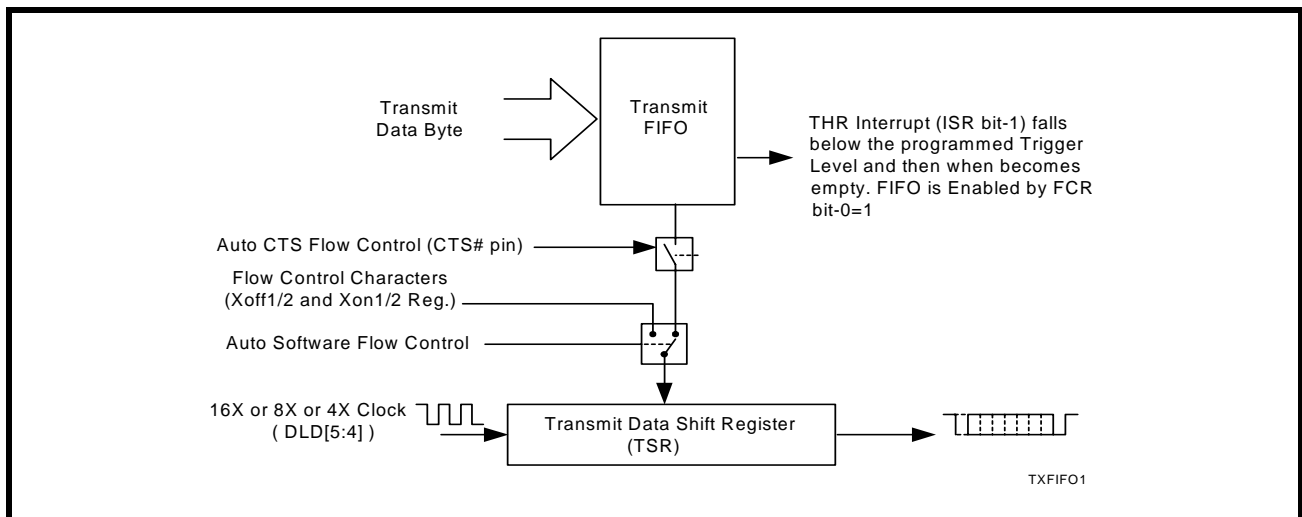 Transmit
Data Byte
Transmit
FIFO
THR Interrupt (ISR bit-1) falls
below the programmed Trigger
Level and then when becomes
empty. FIFO is Enabled by FCR
bit-0=1
Auto CTS Flow Control (CTS# pin)
Flow Control Characters
(Xoff1/2 and Xon1/2 Reg.)
Auto Software Flow Control
16X or 8X or 4X Clock
( DLD[5:4] )
Transmit Data Shift Register
(TSR)
TXFIFO1